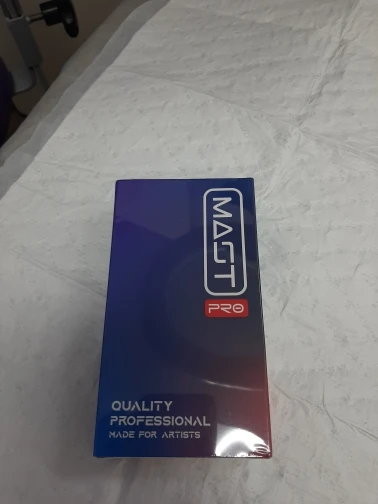 MAST
PRO
QUALITY
PROFESSIONAL
MADE FOR ARTISTS